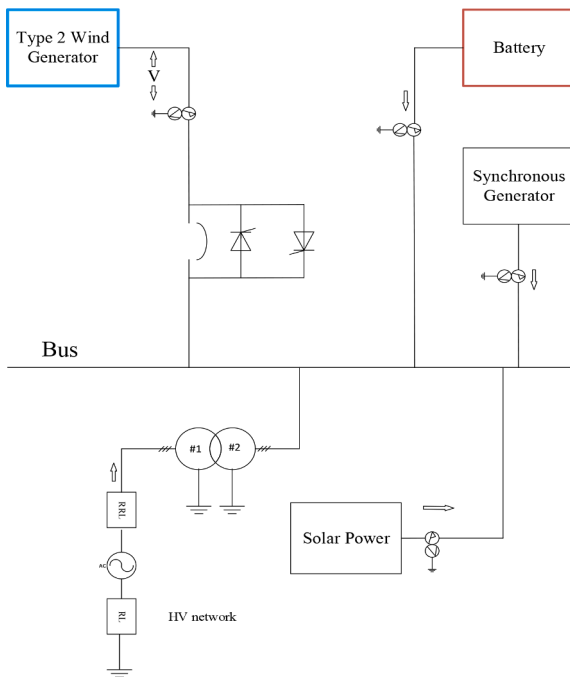 Type 2 Wind
Generator
V
Battery
Synchronous
Generator
Bus
#1
#2
RRL
Solar Power
P
AC
RL
HV network